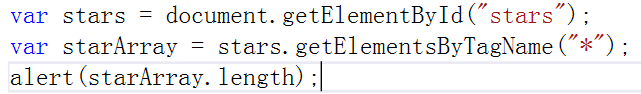 var stars = document.getElementById("stars");
var starArray = stars.getElementsByTagName("*");
alert(starArray.length);